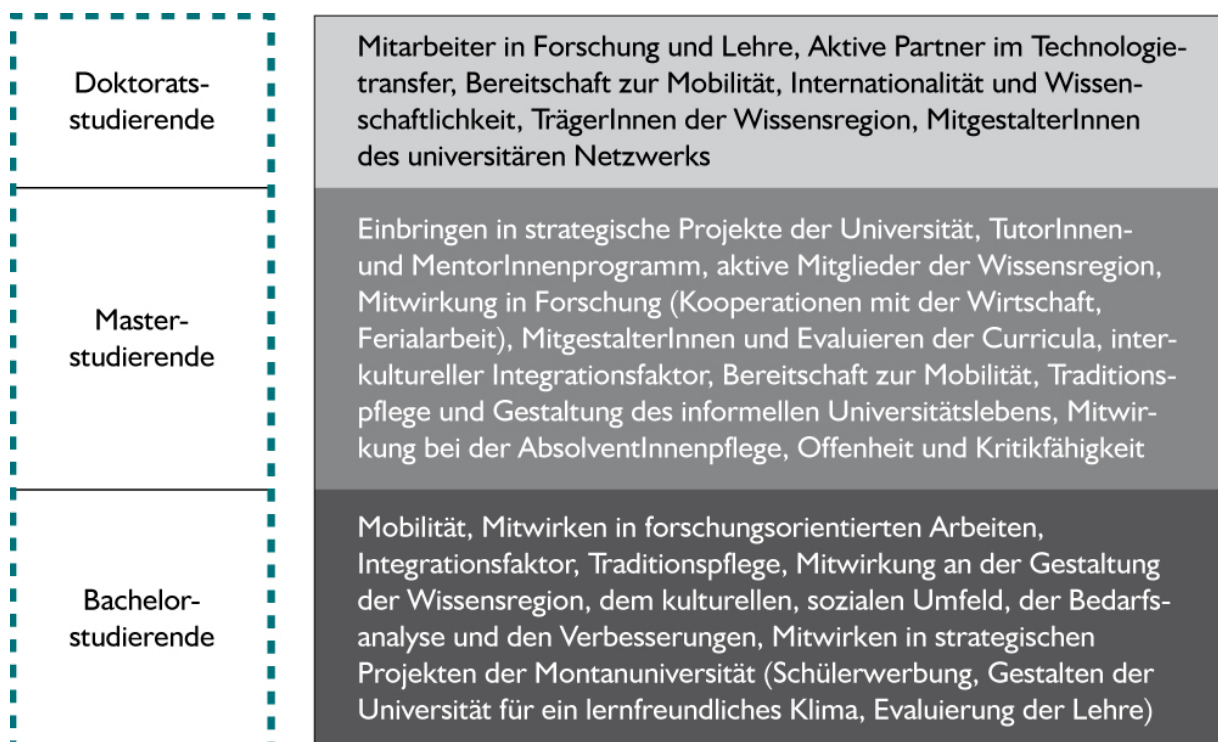 Doktorats-
studierende
Mitarbeiter in Forschung und Lehre, Aktive Partner im Technologie-
transfer, Bereitschaft zur Mobilität, Internationalität und Wissen-
schaftlichkeit, TrägerInnen der Wissensregion, MitgestalterInnen
des universitären Netzwerks
Master-
studierende
Einbringen in strategische Projekte der Universität, TutorInnen-
und MentorInnenprogramm, aktive Mitglieder der Wissensregion,
Mitwirkung in Forschung (Kooperationen mit der Wirtschaft,
Ferialarbeit), MitgestalterInnen und Evaluieren der Curricula, inter-
kultureller Integrationsfaktor, Bereitschaft zur Mobilität, Traditions-
pflege und Gestaltung des informellen Universitätslebens, Mitwir-
kung bei der AbsolventInnenpflege, Offenheit und Kritikfähigkeit
Bachelor-
studierende
Mobilität, Mitwirken in forschungsorientierten Arbeiten,
Integrationsfaktor, Traditionspflege, Mitwirkung an der Gestaltung
der Wissensregion, dem kulturellen, sozialen Umfeld, der Bedarfs-
analyse und den Verbesserungen, Mitwirken in strategischen
Projekten der Montanuniversität (Schülerwerbung, Gestalten der
Universität für ein lernfreundliches Klima, Evaluierung der Lehre)